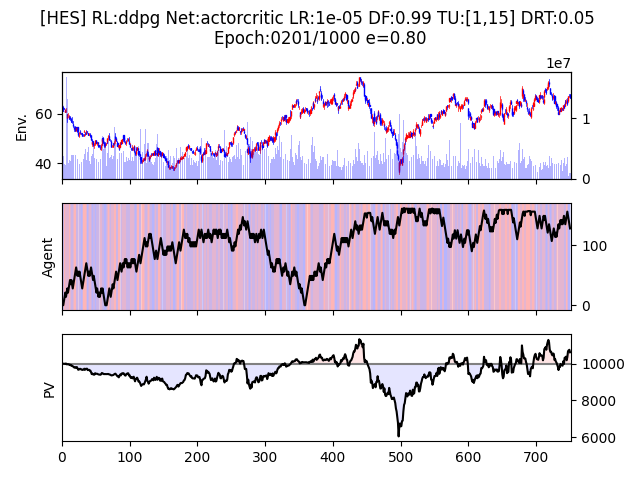 [HES] RL:ddpg Net:actorcritic LR:1e-05 DF:0.99 TU:[1,15] DRT:0.05
Epoch:0201/1000 e=0.80
1e7
Env.
60
40
1
0
Agent
100
0
PV
10000
8000
6000
0 100 200 300 400 500 600 700